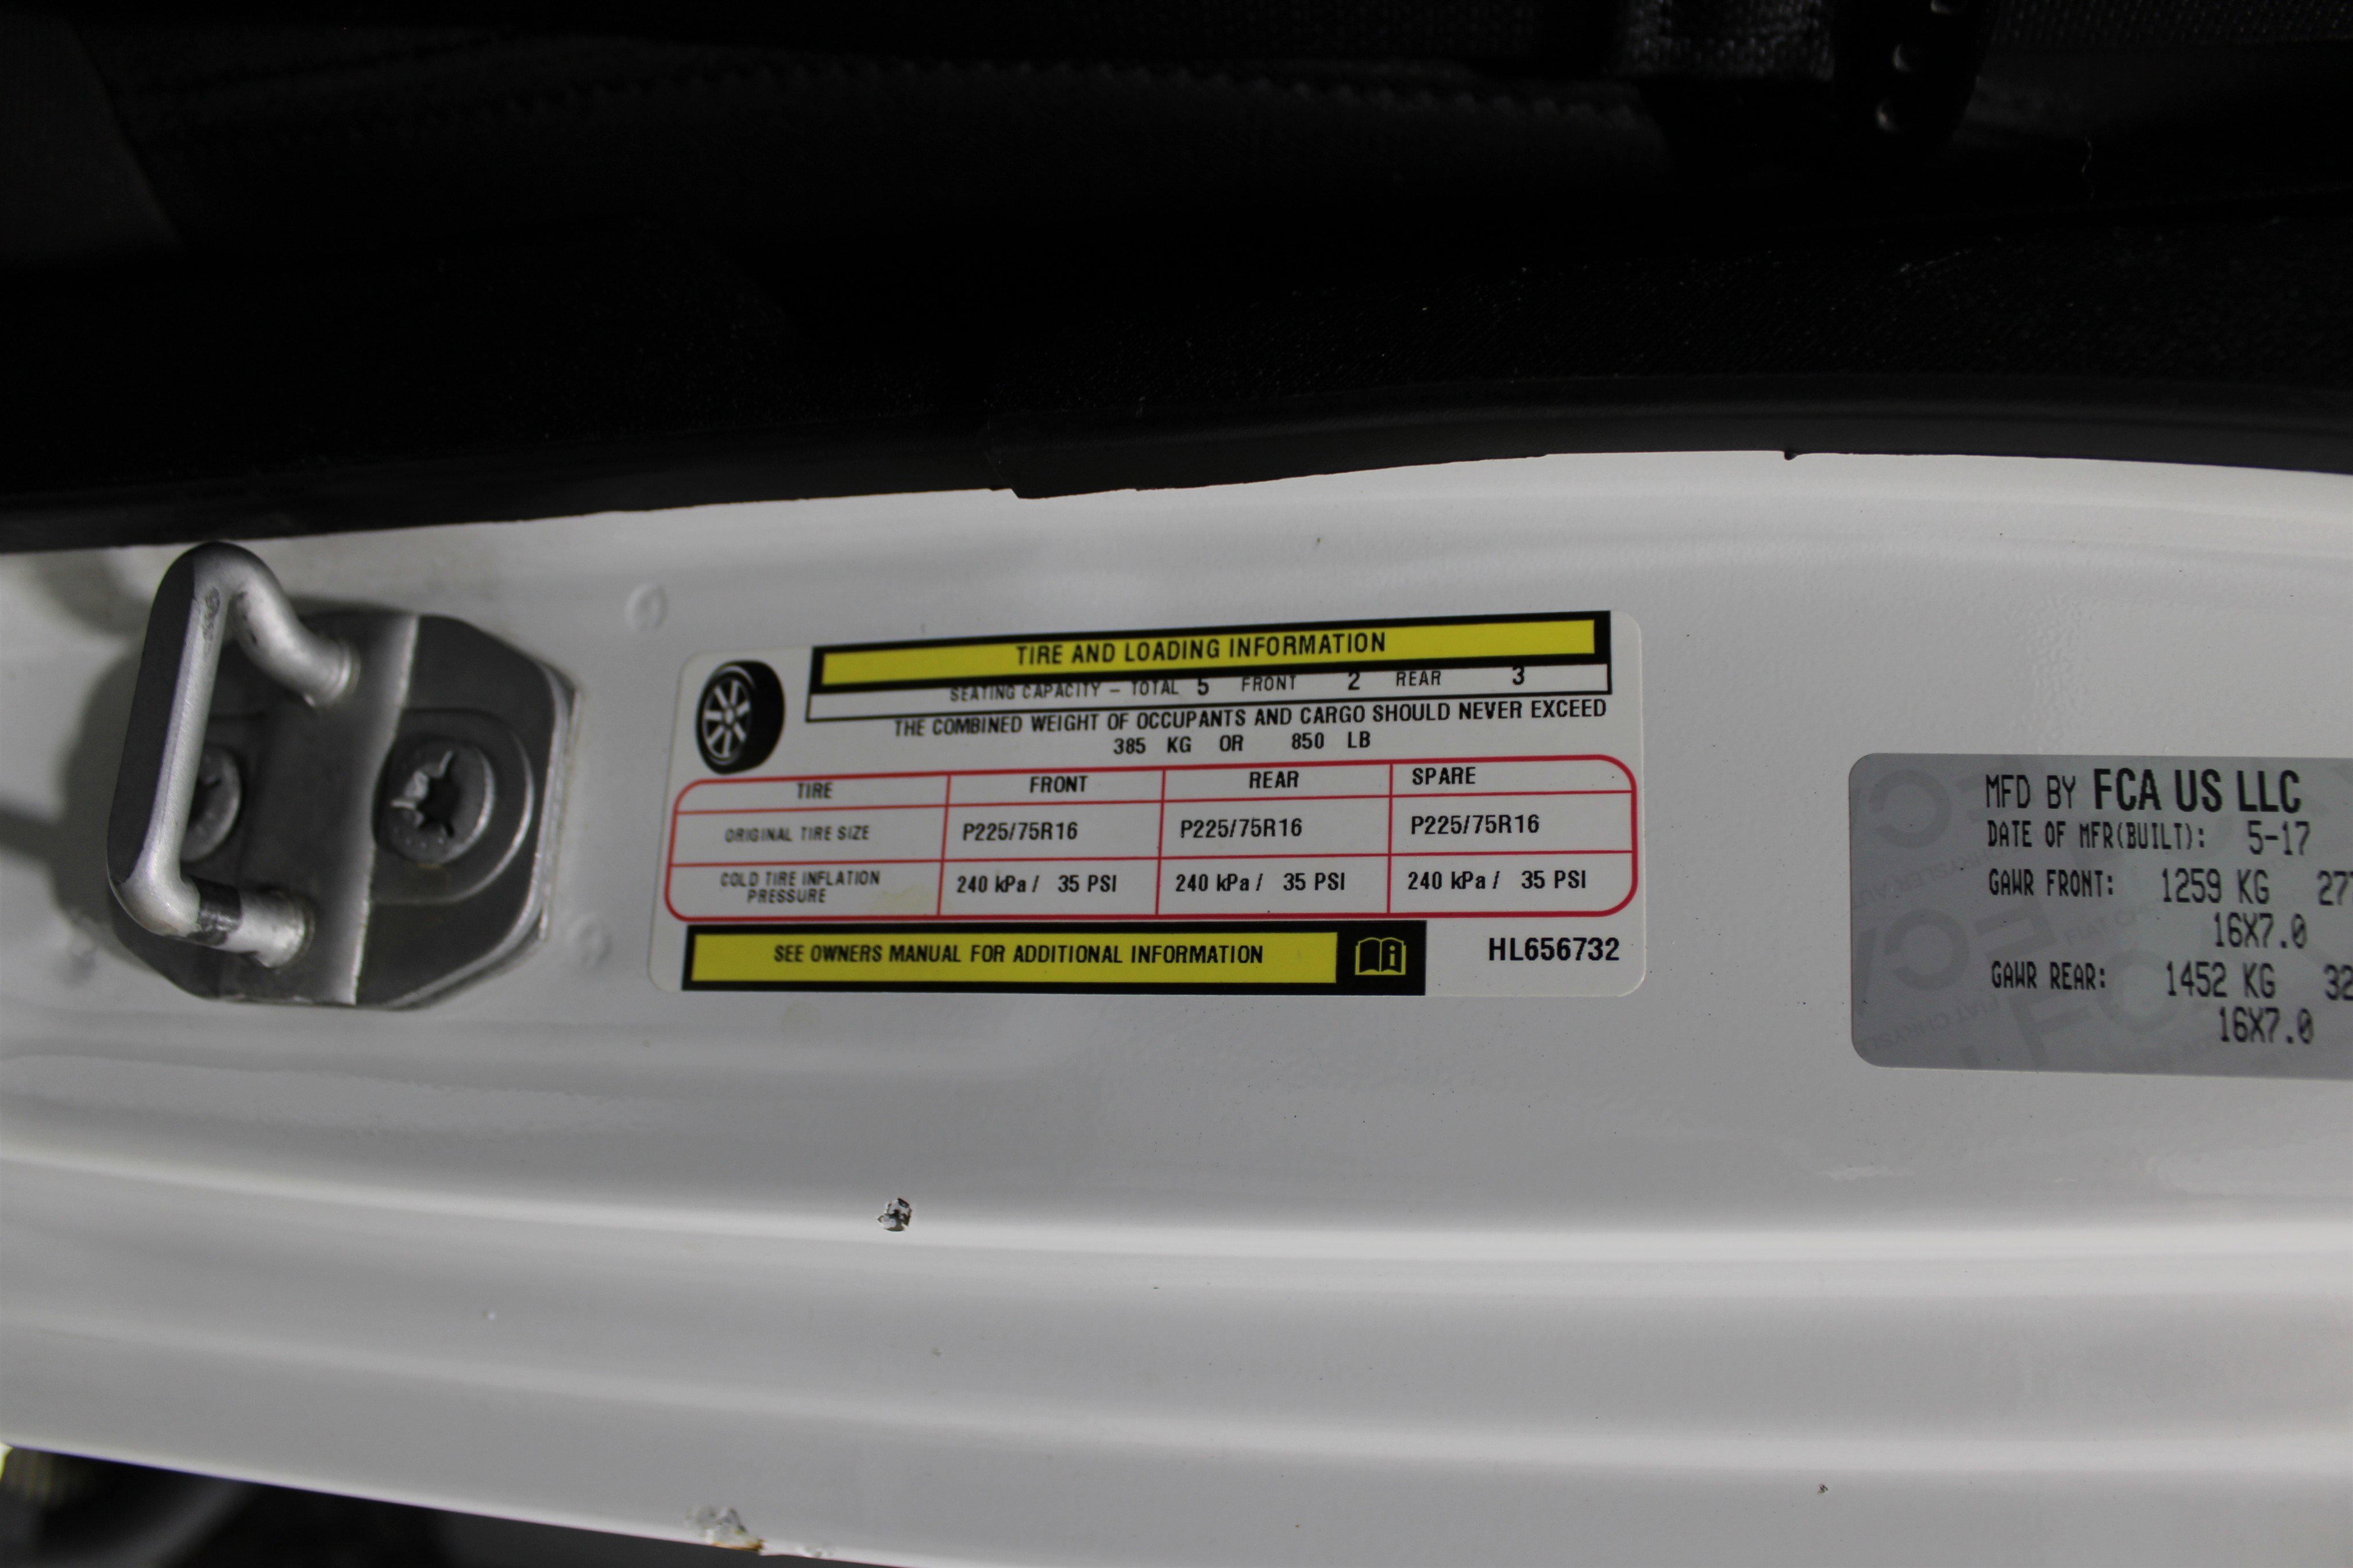 TIRE AND LOADING INFORMATION
SEATING CAPACITY – TOTAL 5 FRONT 2 REAR 3
THE COMBINED WEIGHT OF OCCUPANTS AND CARGO SHOULD NEVER EXCEED
385 KG OR 850 LB
TIRE FRONT REAR SPARE
ORIGINAL TIRE SIZE P225/75R16 P225/75R16 P225/75R16
COLD TIRE INFLATION PRESSURE 240 kPa / 35 PSI 240 kPa / 35 PSI 240 kPa / 35 PSI
SEE OWNERS MANUAL FOR ADDITIONAL INFORMATION
HL656732
MFD BY FCA US LLC
DATE OF MFR(BUILT): 5-17
GAWR FRONT: 1259 KG
16X7.0
GAWR REAR: 1452 KG
16X7.0